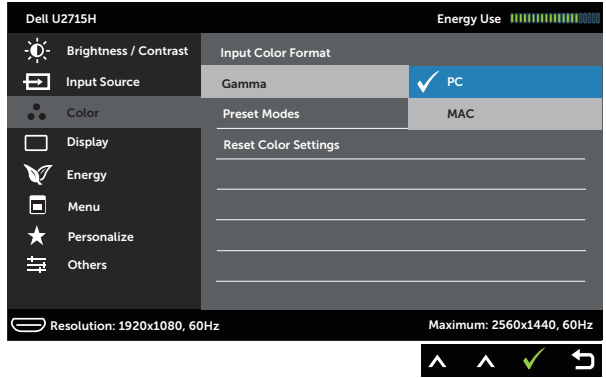 Dell U2715H Energy Use
Brightness / Contrast
Input Source
Color
Display
Energy
Menu
Personalize
Others
Input Color Format
Gamma
Preset Modes
Reset Color Settings
PC
MAC
Resolution: 1920x1080, 60Hz Maximum: 2560x1440, 60Hz